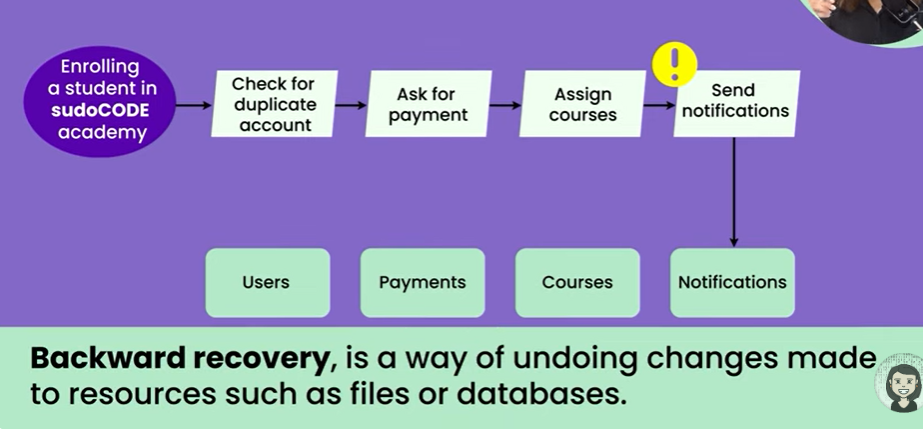 Enrolling
a student in
sudoCODE
academy
Check for
duplicate
account
Ask for
payment
Assign
courses
!
Send
notifications
Users
Payments
Courses
Notifications
Backward recovery, is a way of undoing changes made
to resources such as files or databases.